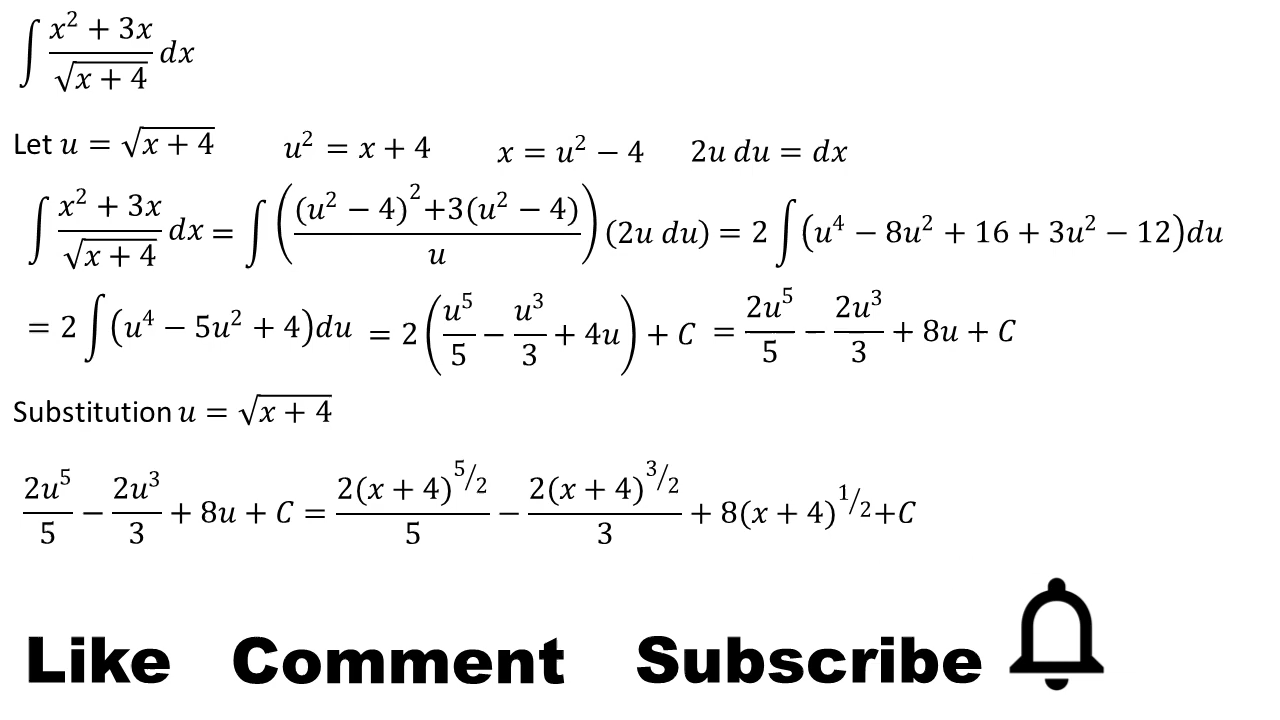 ∫ (x² + 3x)/√(x + 4) dx
Let u = √(x + 4)    u² = x + 4    x = u² − 4    2u du = dx
∫ (x² + 3x)/√(x + 4) dx = ∫ (((u² − 4)² + 3(u² − 4))/u) (2u du) = 2 ∫ (u⁴ − 8u² + 16 + 3u² − 12)du
= 2 ∫ (u⁴ − 5u² + 4)du = 2 (u⁵/5 − u³/3 + 4u) + C = 2u⁵/5 − 2u³/3 + 8u + C
Substitution u = √(x + 4)
2u⁵/5 − 2u³/3 + 8u + C = 2(x + 4)^(5/2)/5 − 2(x + 4)^(3/2)/3 + 8(x + 4)^(1/2) + C
Like Comment Subscribe